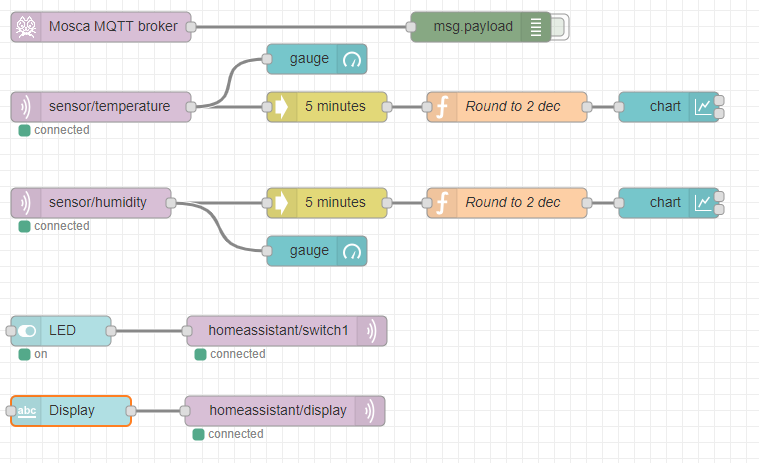 Mosca MQTT broker
msg.payload
gauge
sensor/temperature
5 minutes
Round to 2 dec
chart
connected
sensor/humidity
5 minutes
Round to 2 dec
chart
connected
gauge
LED
homeassistant/switch1
on
connected
abc
Display
homeassistant/display
connected